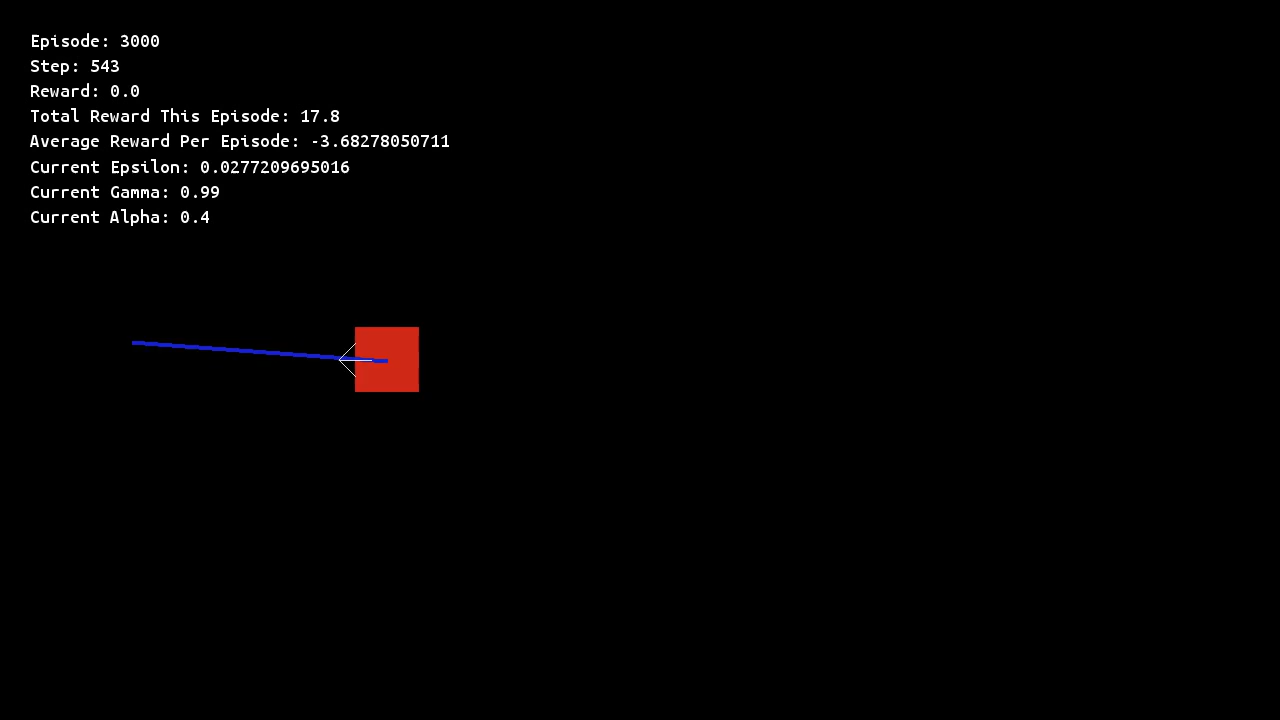 Episode: 3000
Step: 543
Reward: 0.0
Total Reward This Episode: 17.8
Average Reward Per Episode: -3.68278050711
Current Epsilon: 0.0277209695016
Current Gamma: 0.99
Current Alpha: 0.4